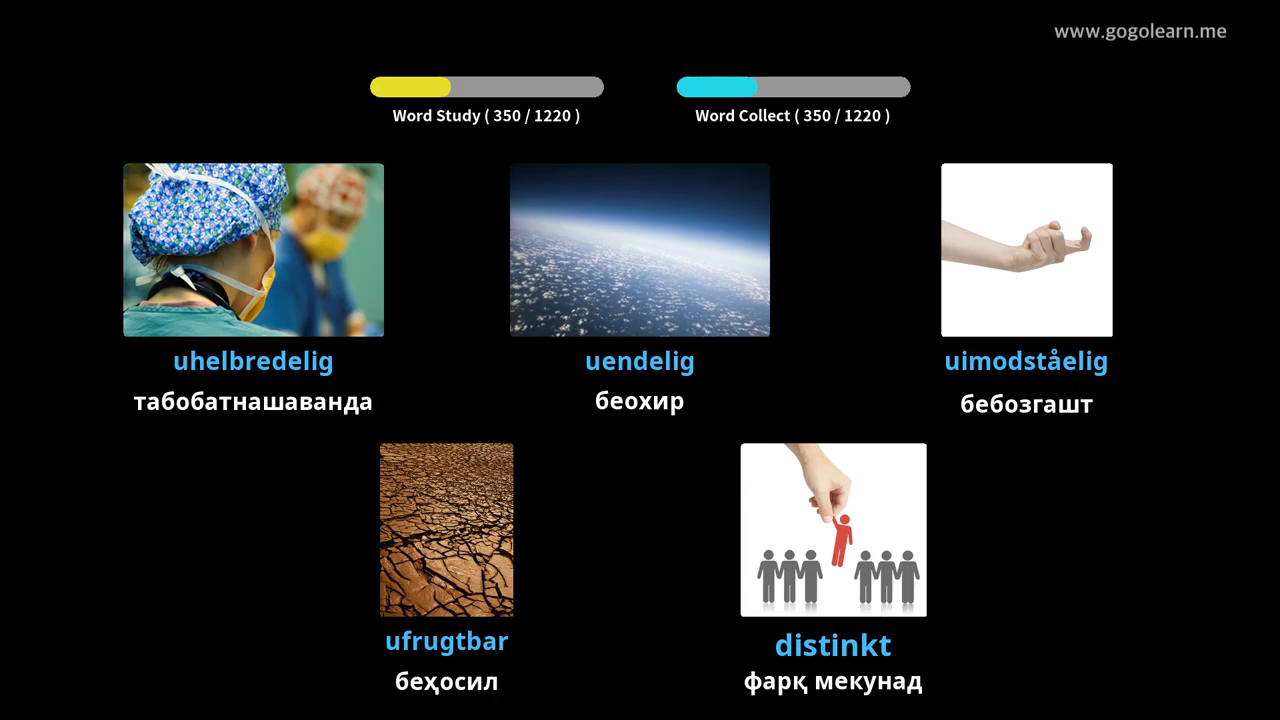 www.gogolearn.me
Word Study ( 350 / 1220 )
Word Collect ( 350 / 1220 )
uhelbredelig
табобатнашаванда
uendelig
беохир
uimodståelig
бебозгашт
ufrugtbar
беҳосил
distinkt
фарқ мекунад